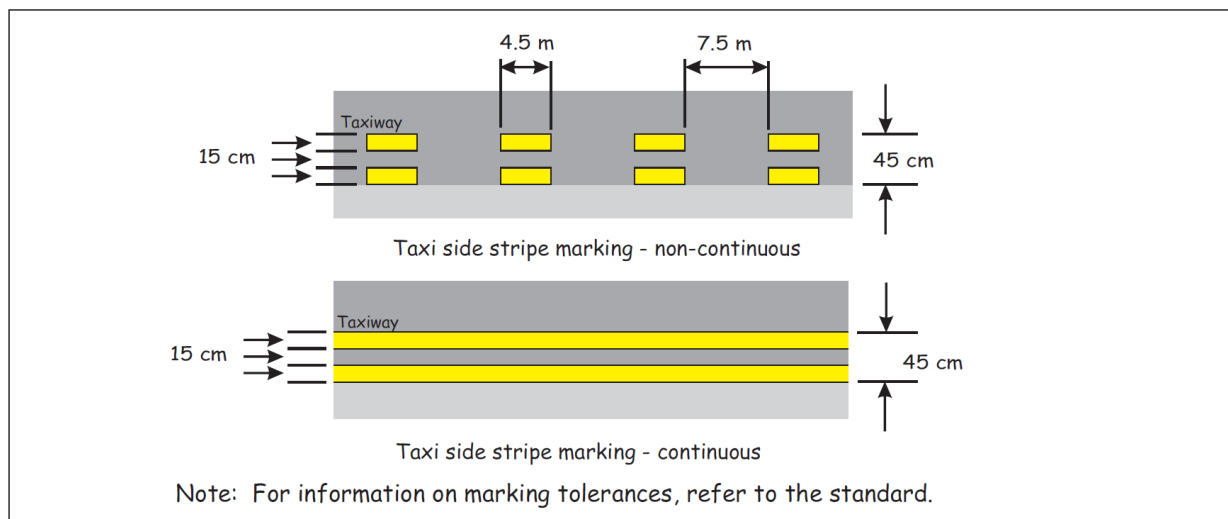 4.5 m
7.5 m
Taxiway
15 cm
45 cm
Taxi side stripe marking - non-continuous
Taxiway
15 cm
45 cm
Taxi side stripe marking - continuous
Note: For information on marking tolerances, refer to the standard.